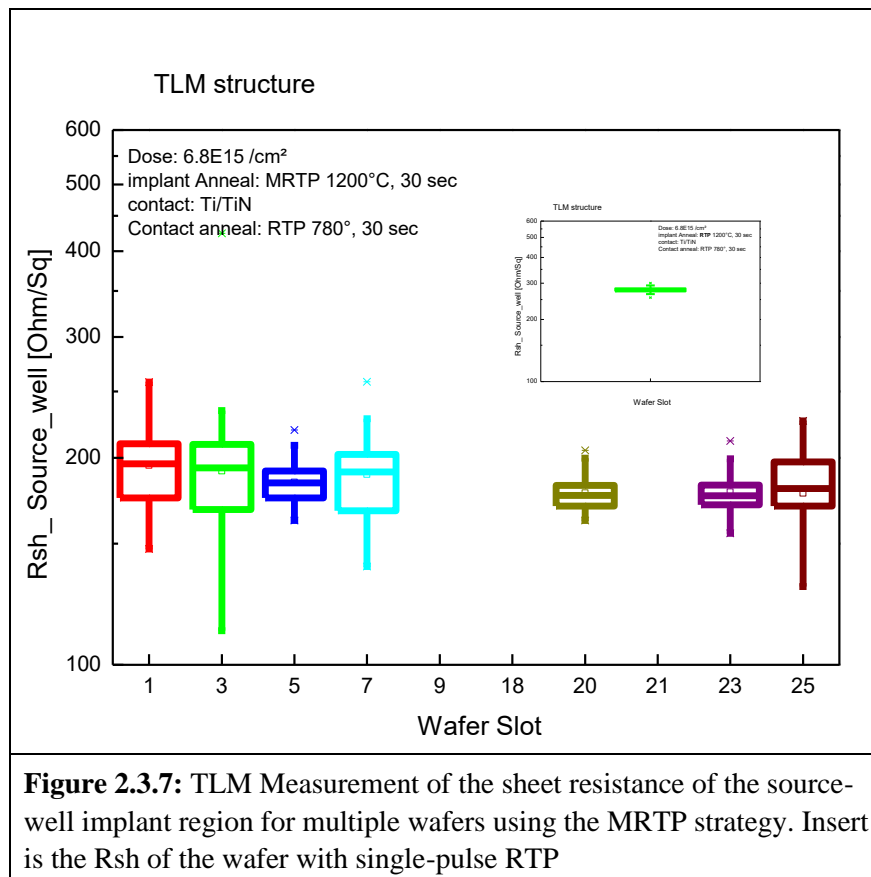 TLM structure
600
500
400
300
200
100
Rsh_ Source_well [Ohm/Sq]
Dose: 6.8E15 /cm²
implant Anneal: MRTP 1200°C, 30 sec
contact: Ti/TiN
Contact anneal: RTP 780°, 30 sec
TLM structure
600
500
400
300
200
100
Rsh_ Source_well [Ohm/Sq]
Dose: 6.8E15 /cm²
implant Anneal: RTP 1200°C, 30 sec
contact: Ti/TiN
Contact anneal: RTP 780°, 30 sec
Wafer Slot
1 3 5 7 9 18 20 21 23 25
Wafer Slot
Figure 2.3.7: TLM Measurement of the sheet resistance of the source-
well implant region for multiple wafers using the MRTP strategy. Insert
is the Rsh of the wafer with single-pulse RTP